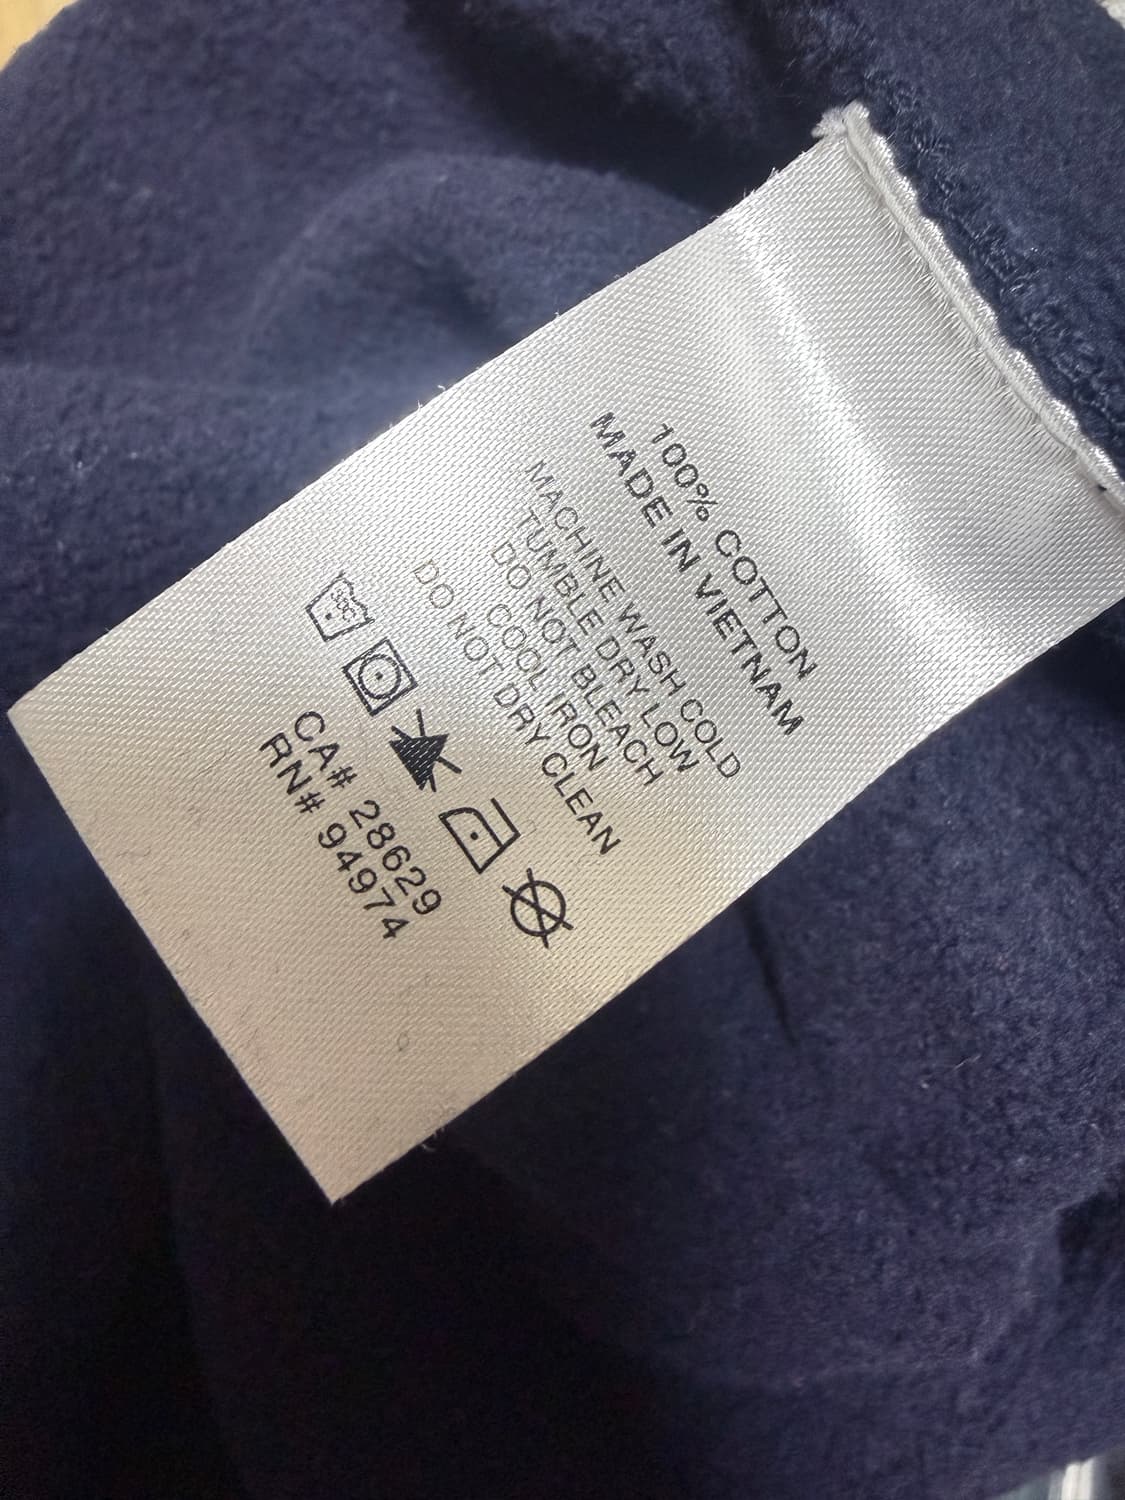 100% COTTON
MADE IN VIETNAM
MACHINE WASH COLD
TUMBLE DRY LOW
DO NOT BLEACH
COOL IRON
DO NOT DRY CLEAN
CA# 28629
RN# 94974